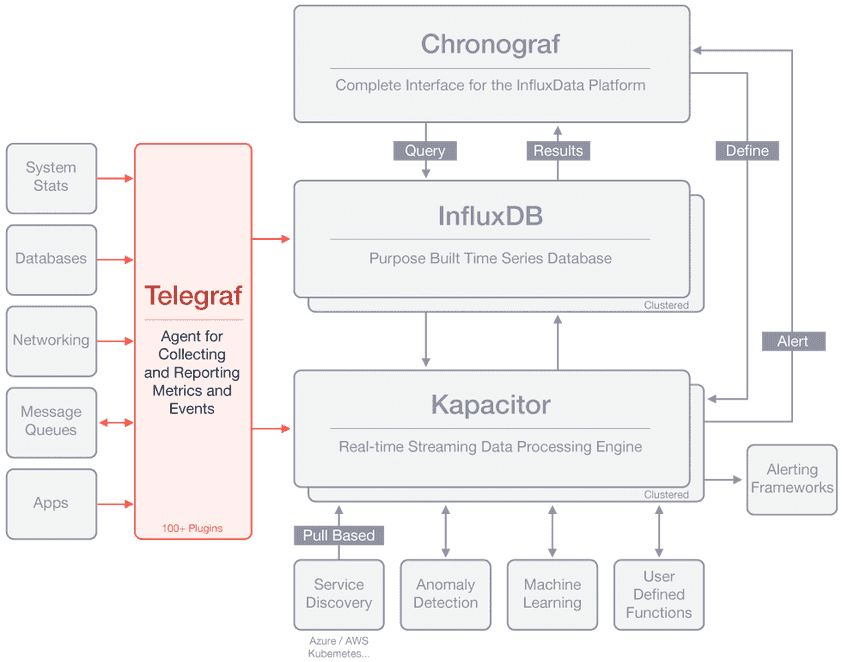 Chronograf
Complete Interface for the InfluxData Platform
Query
Results
Define
System
Stats
Databases
Networking
Message
Queues
Apps
Telegraf
Agent for
Collecting
and Reporting
Metrics and
Events
100+ Plugins
InfluxDB
Purpose Built Time Series Database
Clustered
Alert
Kapacitor
Real-time Streaming Data Processing Engine
Clustered
Alerting
Frameworks
Pull Based
Service
Discovery
Azure / AWS
Kubernetes...
Anomaly
Detection
Machine
Learning
User
Defined
Functions